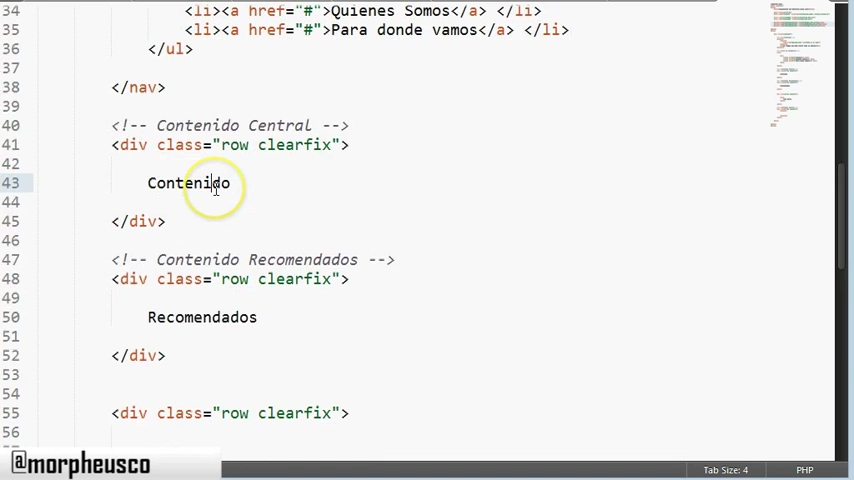 34 <li><a href="#">Quienes Somos</a> </li>
35 <li><a href="#">Para donde vamos</a> </li>
36 </ul>
37
38 </nav>
39
40 <!-- Contenido Central -->
41 <div class="row clearfix">
42
43 Contenido
44
45 </div>
46
47 <!-- Contenido Recomendados -->
48 <div class="row clearfix">
49
50 Recomendados
51
52 </div>
53
54
55 <div class="row clearfix">
56
@morpheusco
Tab Size: 4 PHP